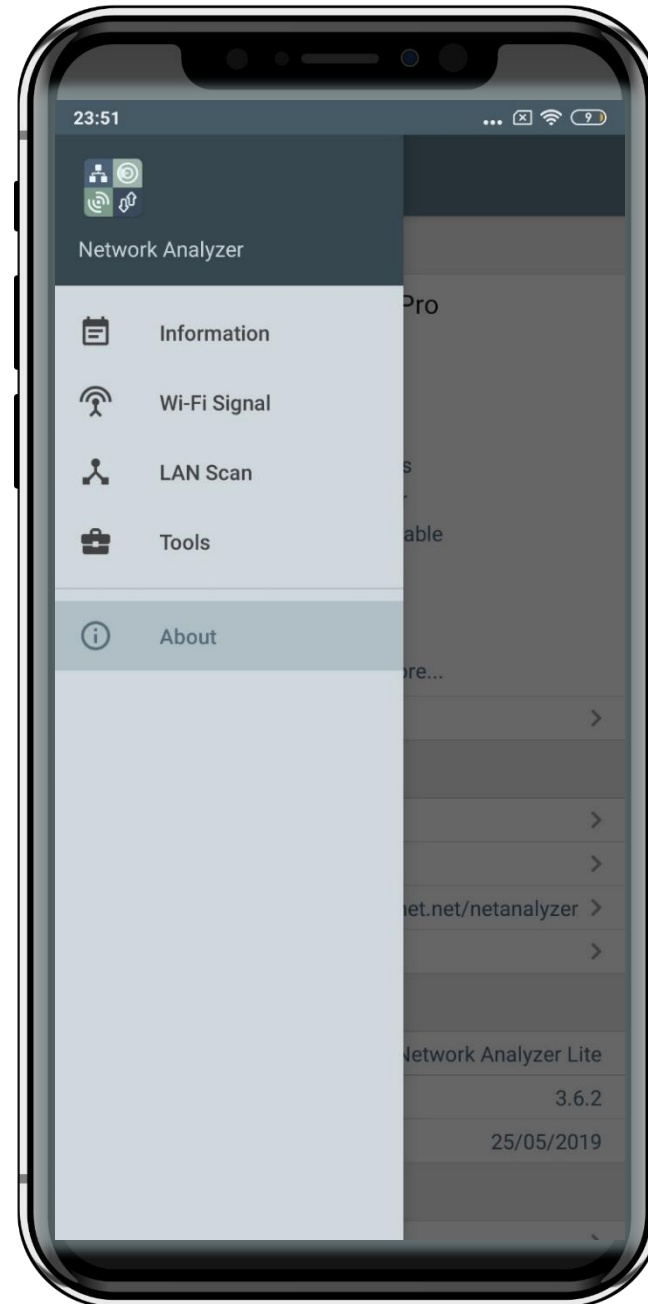 23:51
9
Network Analyzer
Pro
Information
Wi-Fi Signal
LAN Scan
s
Tools
able
About
ore...
et.net/netanalyzer
Network Analyzer Lite
3.6.2
25/05/2019